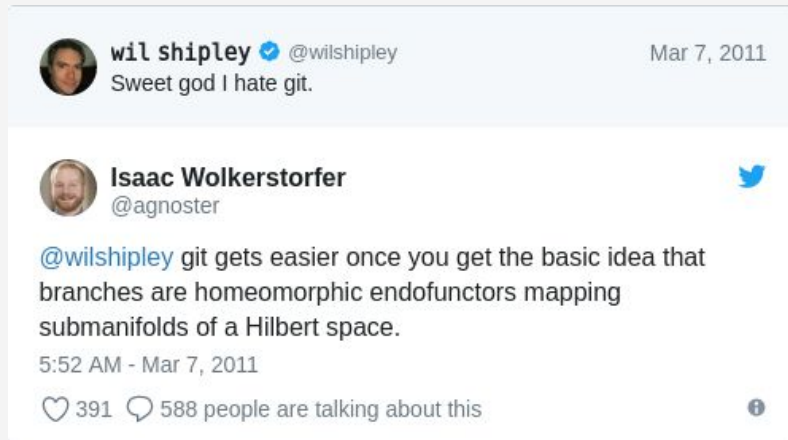 wil shipley @wilshipley Mar 7, 2011
Sweet god I hate git.
Isaac Wolkerstorfer
@agnoster
@wilshipley git gets easier once you get the basic idea that
branches are homeomorphic endofunctors mapping
submanifolds of a Hilbert space.
5:52 AM - Mar 7, 2011
391 588 people are talking about this